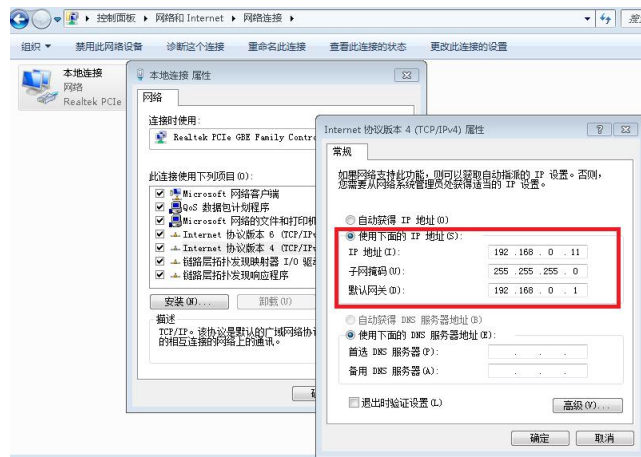 控制面板 ▸ 网络和 Internet ▸ 网络连接 ▸
组织 ▼ 禁用此网络设备 诊断这个连接 重命名此连接 查看此连接的状态 更改此连接的设置
本地连接
网络
Realtek PCIe
本地连接 属性
网络
连接时使用:
Realtek PCIe GBE Family Contro
此连接使用下列项目(O):
Microsoft 网络客户端
QoS 数据包计划程序
Microsoft 网络的文件和打印机
Internet 协议版本 6 (TCP/IP
Internet 协议版本 4 (TCP/IP
链路层拓扑发现映射器 I/O 驱
链路层拓扑发现响应程序
安装(N)... 卸载(U)
描述
TCP/IP。该协议是默认的广域网络协
的相互连接的网络上的通讯。
Internet 协议版本 4 (TCP/IPv4) 属性
常规
如果网络支持此功能,则可以获取自动指派的 IP 设置。否则,
您需要从网络系统管理员处获得适当的 IP 设置。
自动获得 IP 地址(O)
使用下面的 IP 地址(S):
IP 地址(I): 192 .168 . 0 . 11
子网掩码(U): 255 .255 .255 . 0
默认网关(D): 192 .168 . 0 . 1
自动获得 DNS 服务器地址(B)
使用下面的 DNS 服务器地址(E):
首选 DNS 服务器(P): . . .
备用 DNS 服务器(A): . . .
退出时验证设置(L)
高级(V)...
确定 取消